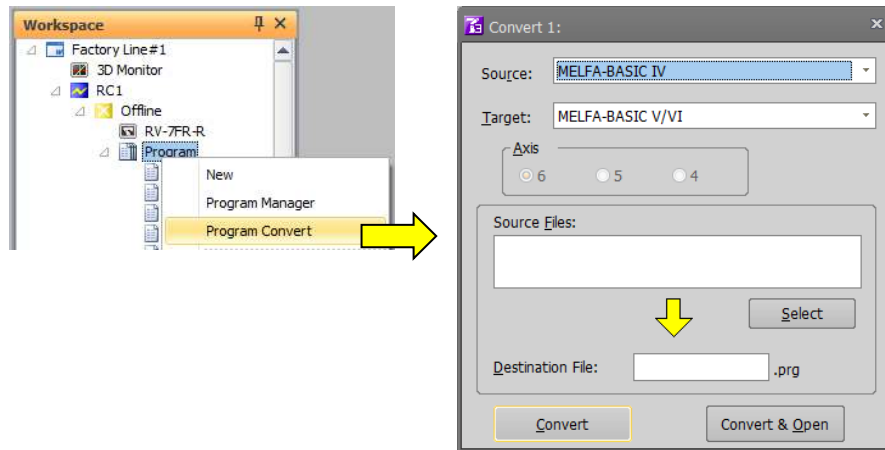 Workspace
Factory Line#1
3D Monitor
RC1
Offline
RV-7FR-R
Program
New
Program Manager
Program Convert
Convert 1:
Source: MELFA-BASIC IV
Target: MELFA-BASIC V/VI
Axis
6 5 4
Source Files:
Select
Destination File: .prg
Convert Convert & Open